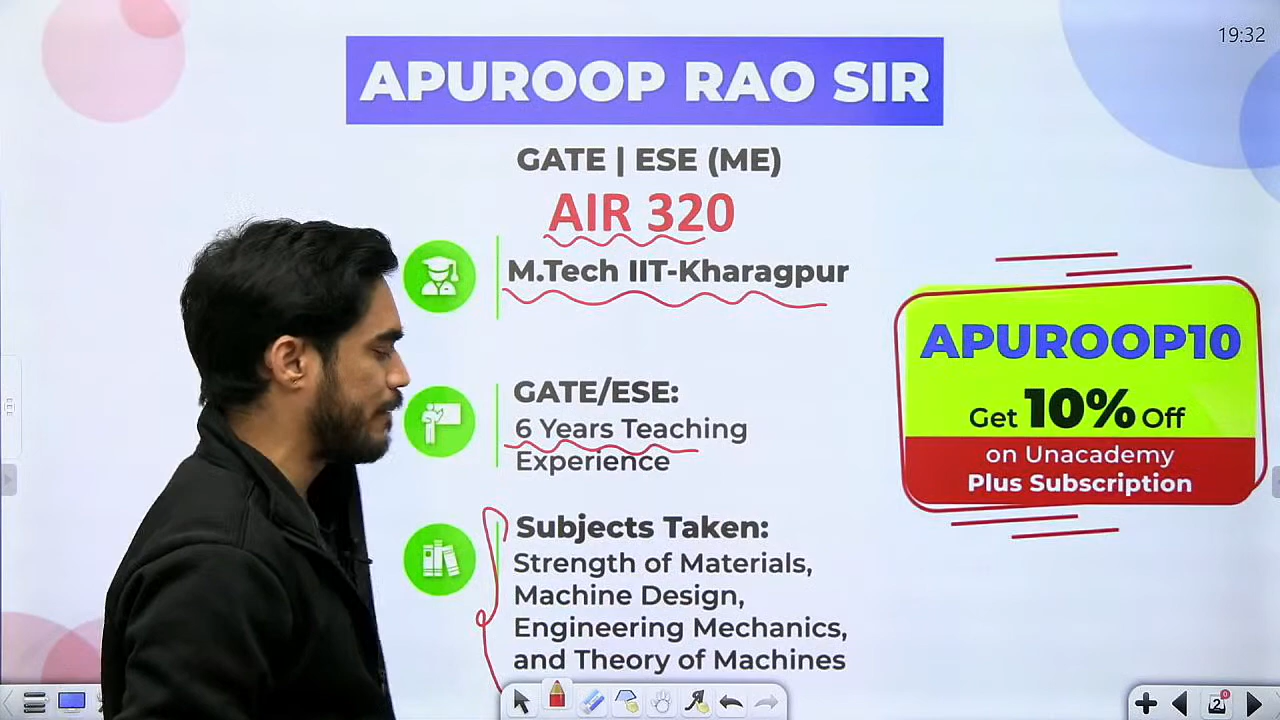 19:32
APUROOP RAO SIR
GATE | ESE (ME)
AIR 320
M.Tech IIT-Kharagpur
GATE/ESE:
6 Years Teaching
Experience
Subjects Taken:
Strength of Materials,
Machine Design,
Engineering Mechanics,
and Theory of Machines
APUROOP10
Get 10% Off
on Unacademy
Plus Subscription
2
0